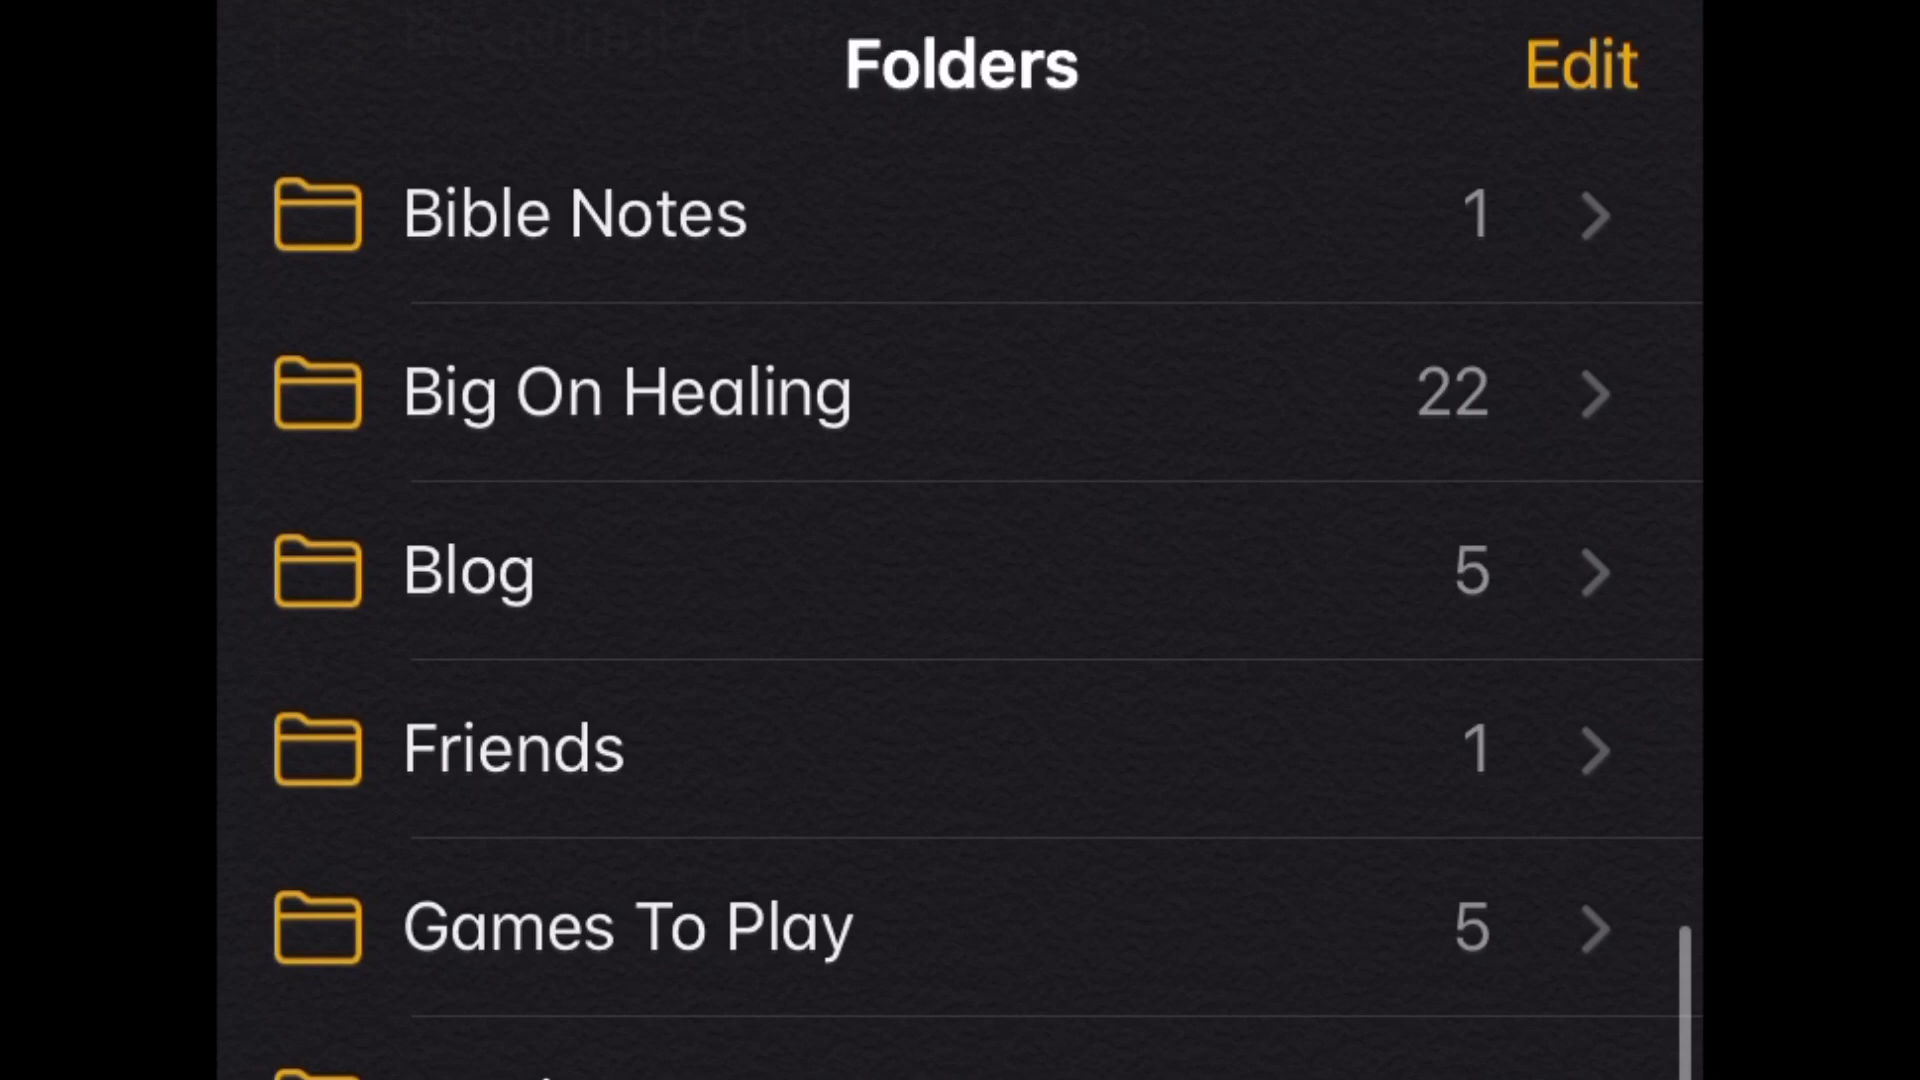 Folders
Edit
Bible Notes 1
Big On Healing 22
Blog 5
Friends 1
Games To Play 5